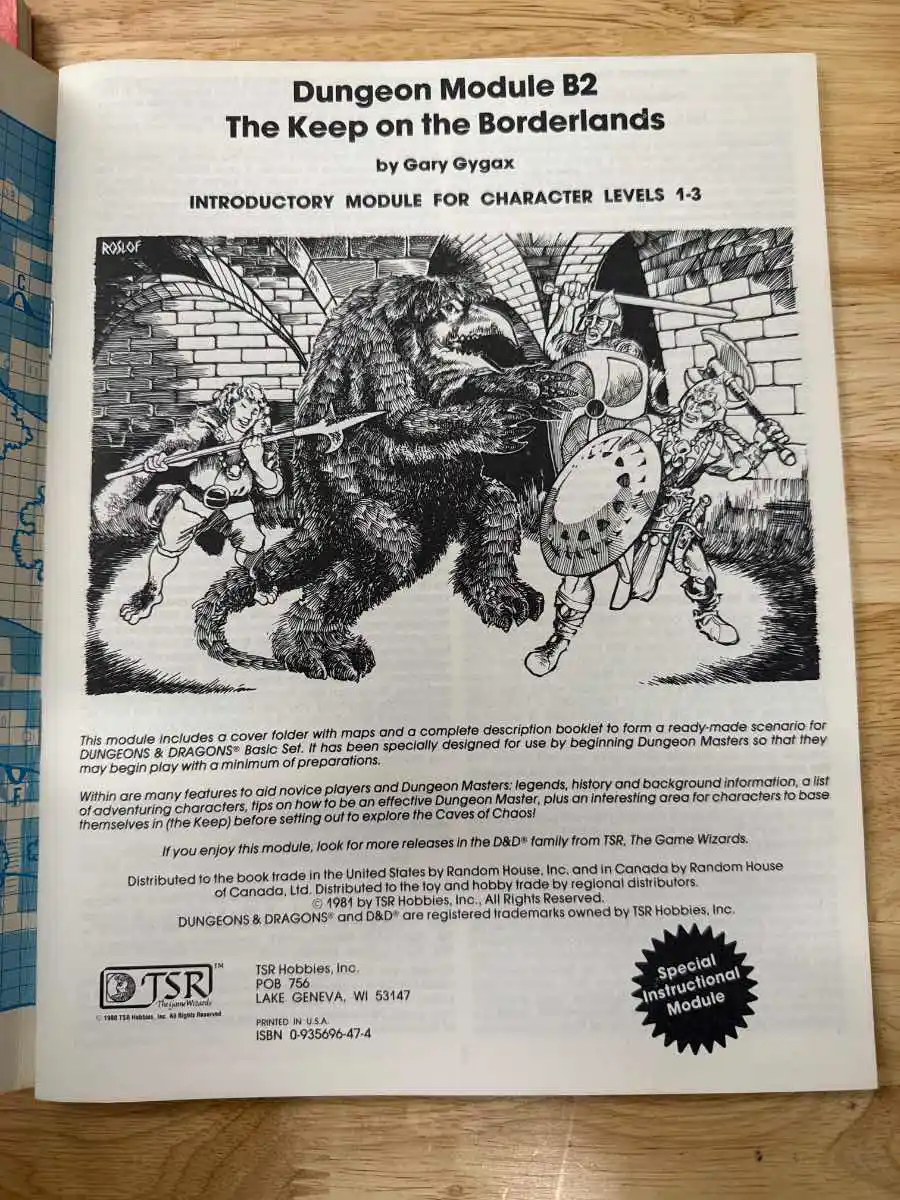 Dungeon Module B2
The Keep on the Borderlands
by Gary Gygax
INTRODUCTORY MODULE FOR CHARACTER LEVELS 1-3
ROSLOF
This module includes a cover folder with maps and a complete description booklet to form a ready-made scenario for
DUNGEONS & DRAGONS® Basic Set. It has been specially designed for use by beginning Dungeon Masters so that they
may begin play with a minimum of preparations.
Within are many features to aid novice players and Dungeon Masters: legends, history and background information, a list
of adventuring characters, tips on how to be an effective Dungeon Master, plus an interesting area for characters to base
themselves in (the Keep) before setting out to explore the Caves of Chaos!
If you enjoy this module, look for more releases in the D&D® family from TSR, The Game Wizards.
Distributed to the book trade in the United States by Random House, Inc. and in Canada by Random House
of Canada, Ltd. Distributed to the toy and hobby trade by regional distributors.
© 1981 by TSR Hobbies, Inc., All Rights Reserved.
DUNGEONS & DRAGONS® and D&D® are registered trademarks owned by TSR Hobbies, Inc.
TSR™
The Game Wizards
© 1980 TSR Hobbies, Inc. All Rights Reserved
TSR Hobbies, Inc.
POB 756
LAKE GENEVA, WI 53147
PRINTED IN U.S.A.
ISBN 0-935696-47-4
Special
Instructional
Module
C
F